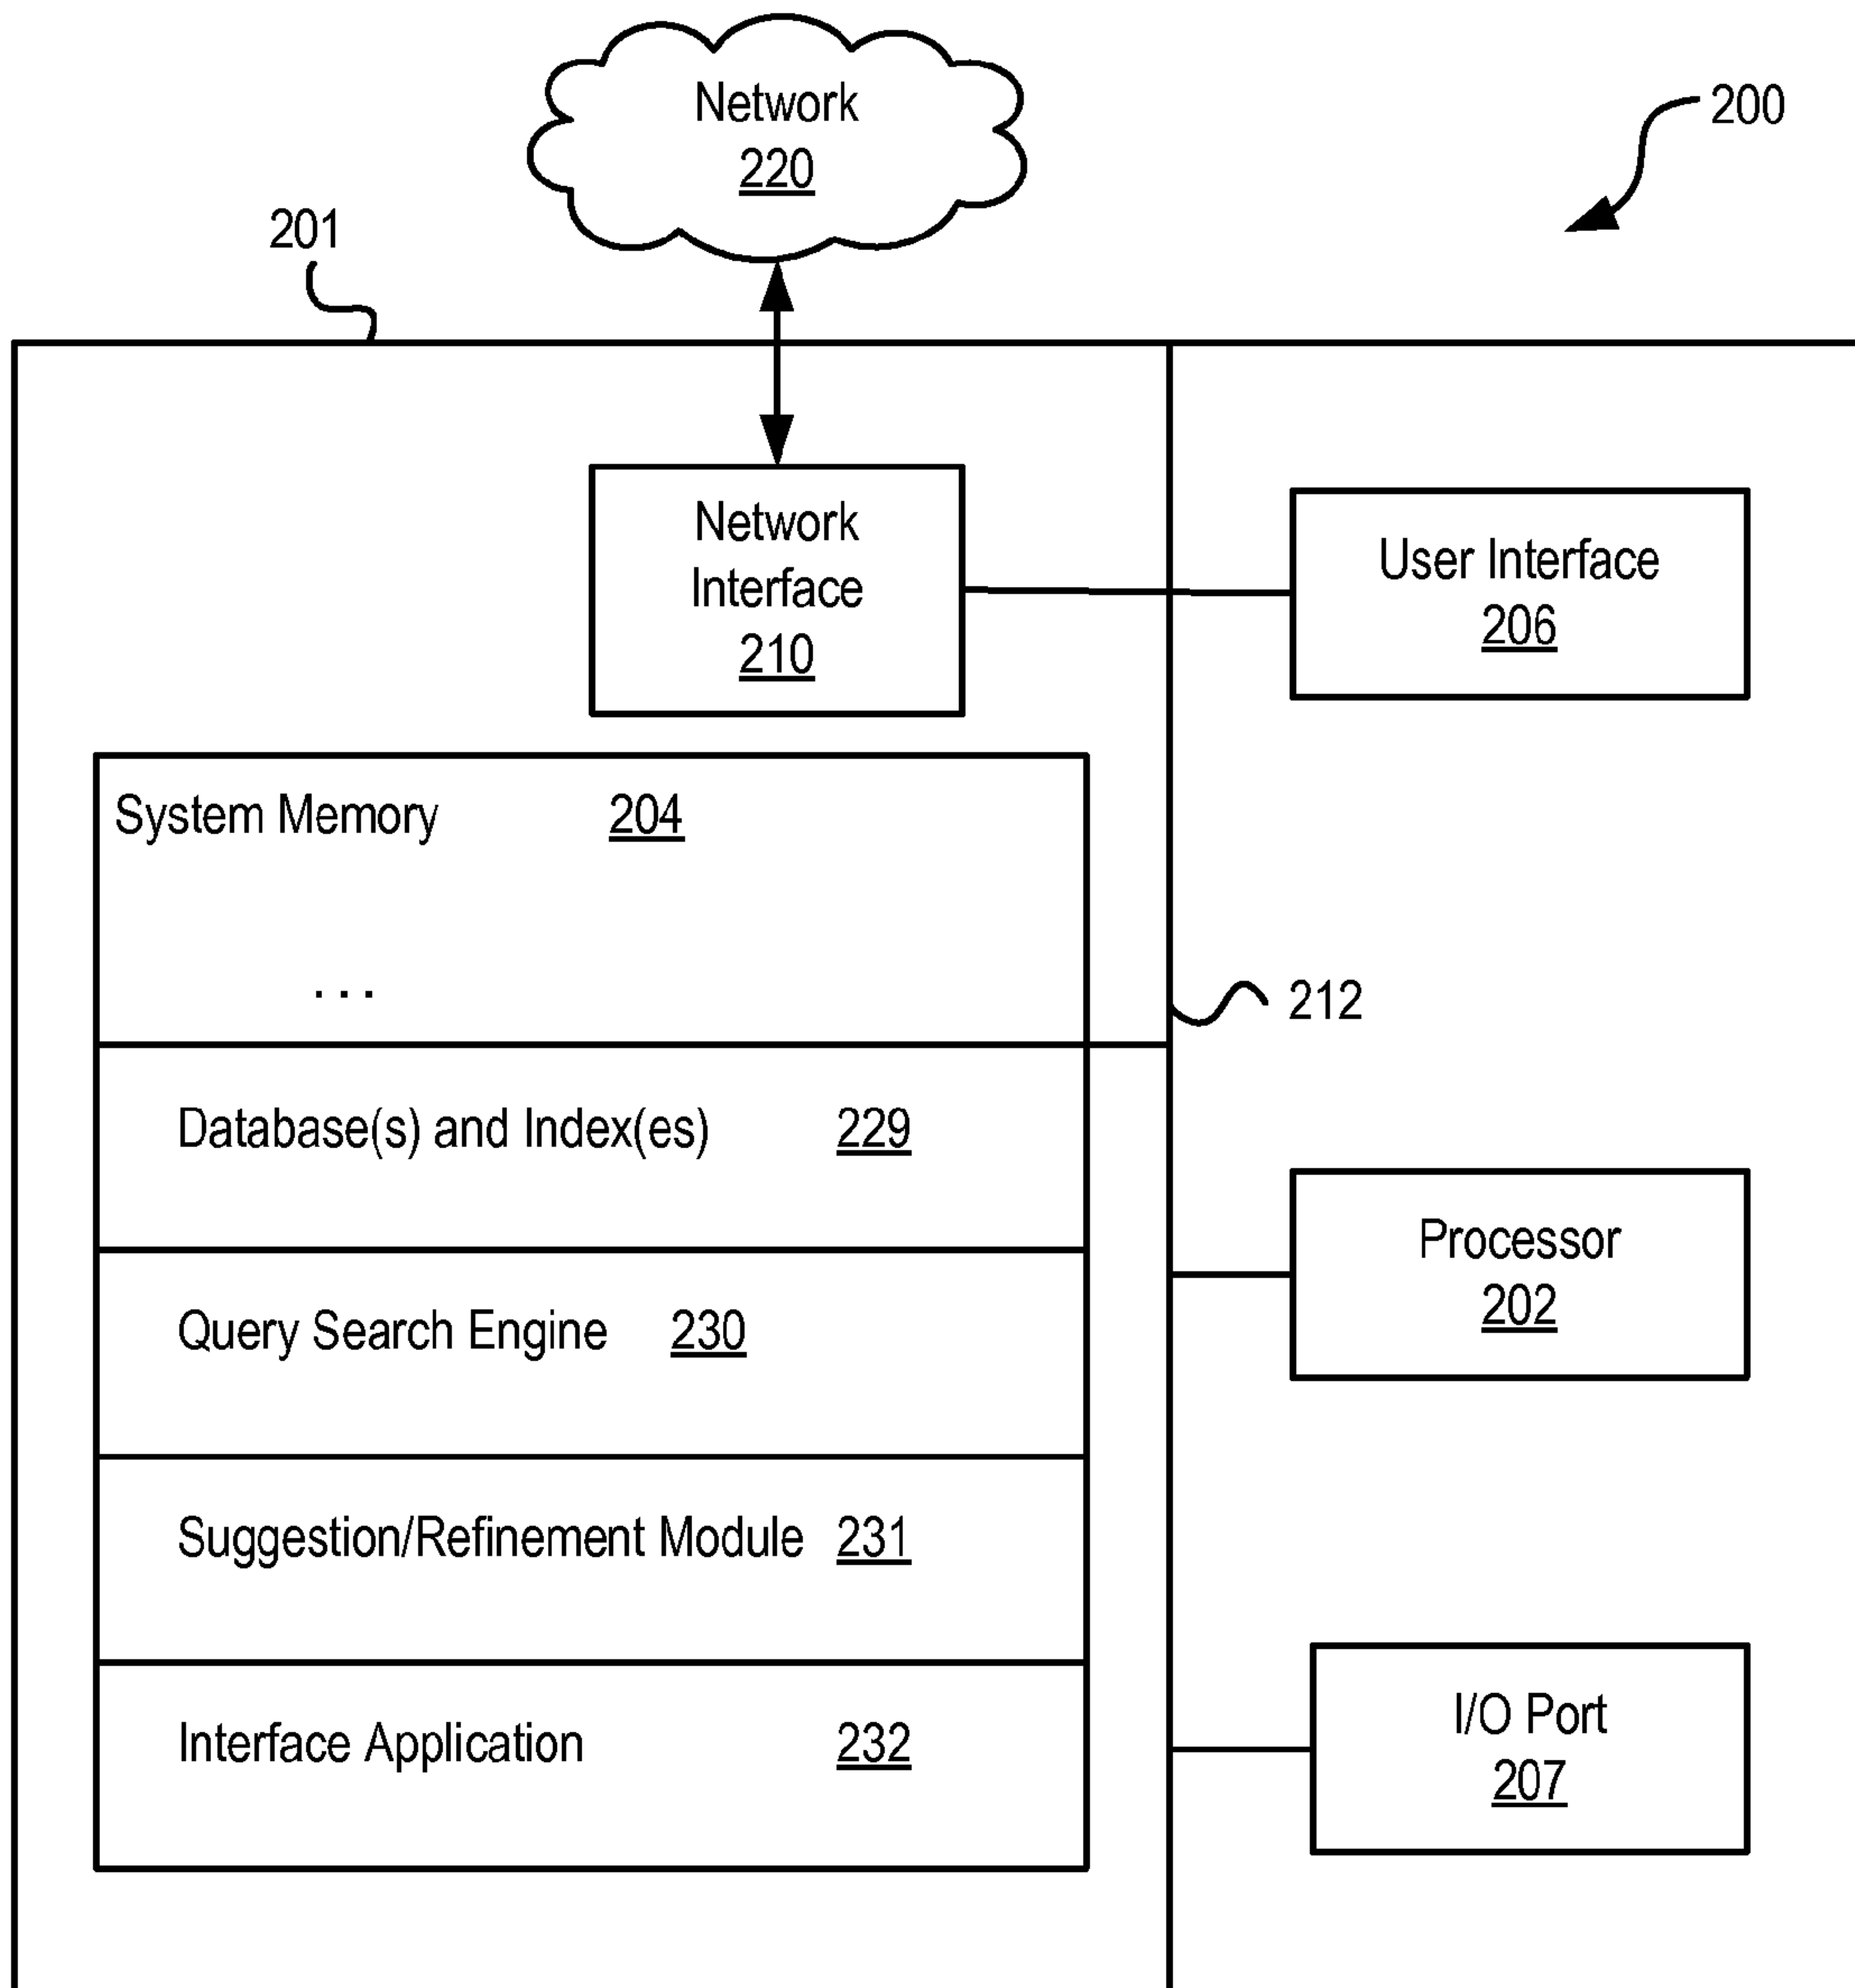 Network
220
200
201
Network
Interface
210
User Interface
206
System Memory 204
...
212
Database(s) and Index(es) 229
Processor
202
Query Search Engine 230
Suggestion/Refinement Module 231
I/O Port
207
Interface Application 232